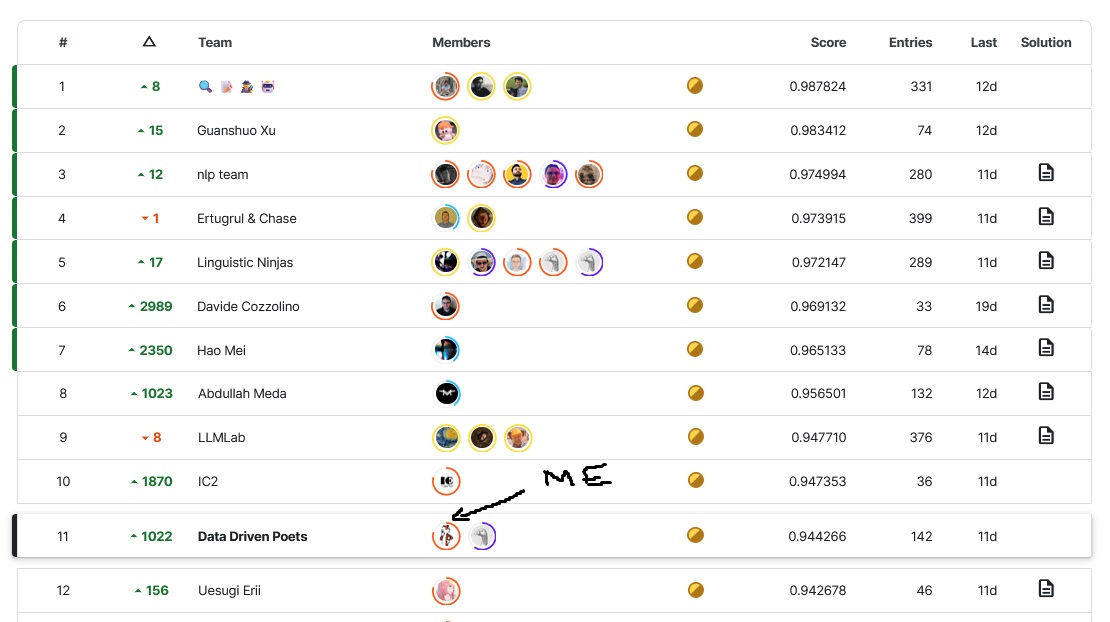 # △ Team Members Score Entries Last Solution
1 8 0.987824 331 12d
2 15 Guanshuo Xu 0.983412 74 12d
3 12 nlp team 0.974994 280 11d
4 1 Ertugrul & Chase 0.973915 399 11d
5 17 Linguistic Ninjas 0.972147 289 11d
6 2989 Davide Cozzolino 0.969132 33 19d
7 2350 Hao Mei 0.965133 78 14d
8 1023 Abdullah Meda 0.956501 132 12d
9 8 LLMLab 0.947710 376 11d
ME
10 1870 IC2 IC 0.947353 36 11d
11 1022 Data Driven Poets 0.944266 142 11d
12 156 Uesugi Erii 0.942678 46 11d